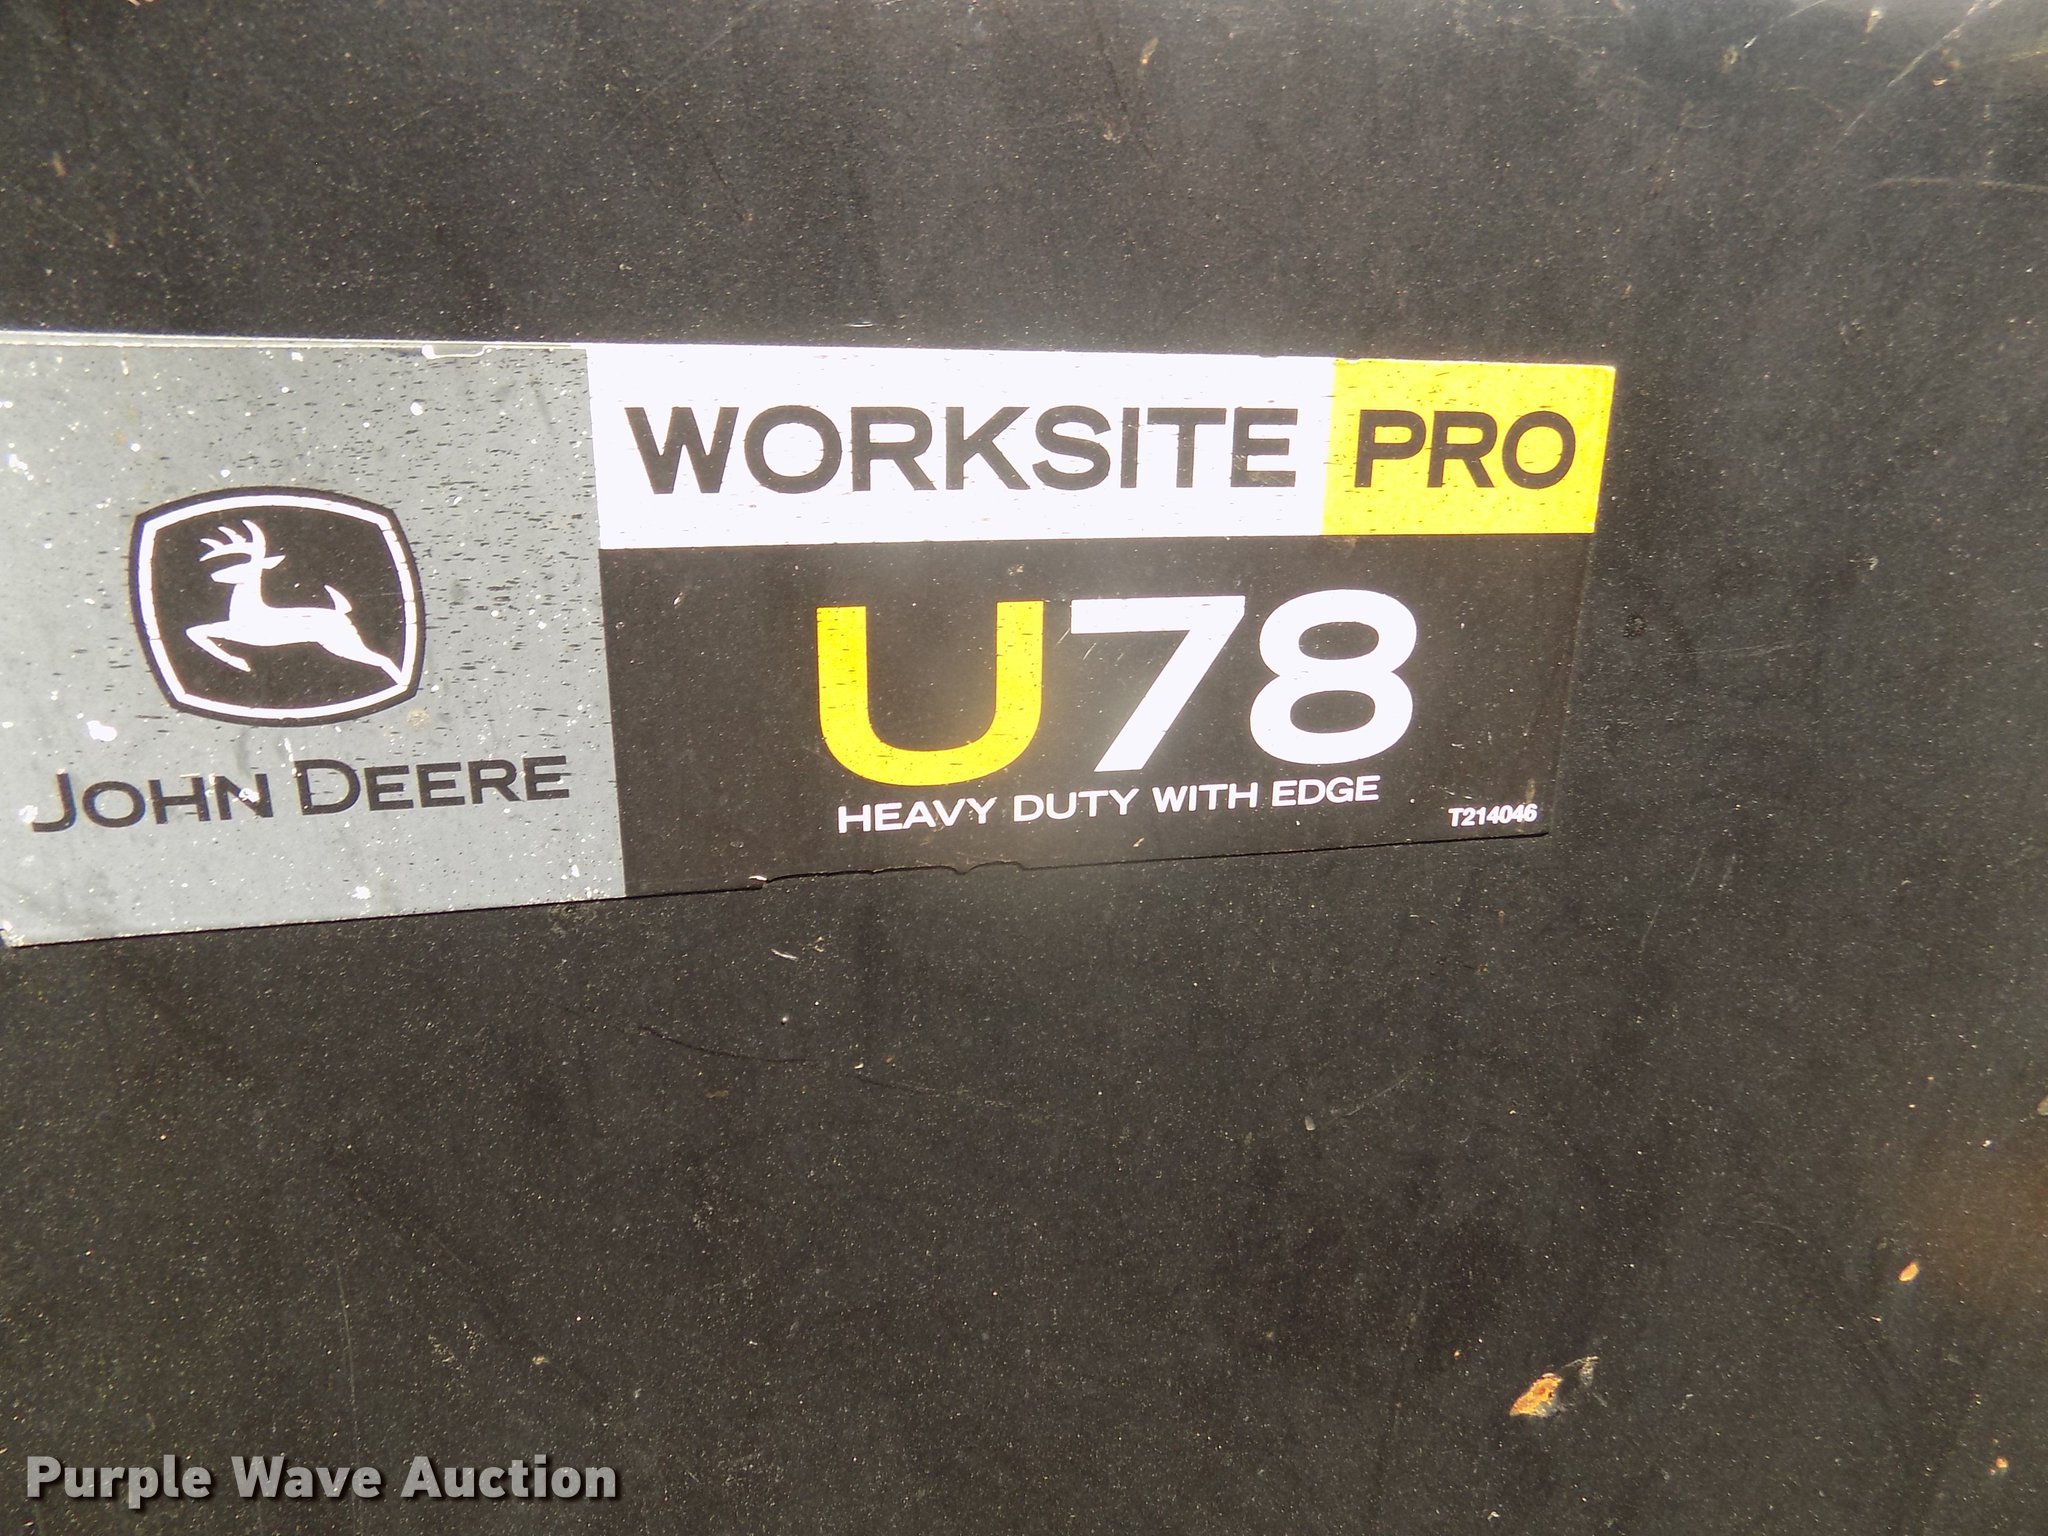 WORKSITE PRO
U78
HEAVY DUTY WITH EDGE
T214046
JOHN DEERE
Purple Wave Auction